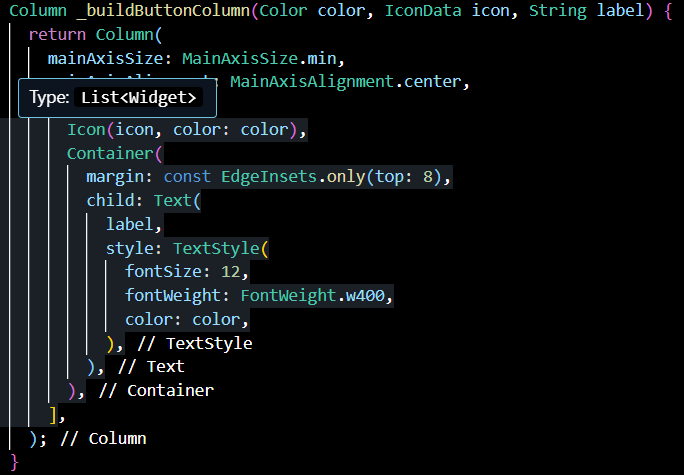 Column _buildButtonColumn(Color color, IconData icon, String label) {
return Column(
mainAxisSize: MainAxisSize.min,
MainAxisAlignment.center,
Type: List<Widget>
Icon(icon, color: color),
Container(
margin: const EdgeInsets.only(top: 8),
child: Text(
label,
style: TextStyle(
fontSize: 12,
fontWeight: FontWeight.w400,
color: color,
), // TextStyle
), // Text
), // Container
],
); // Column
}